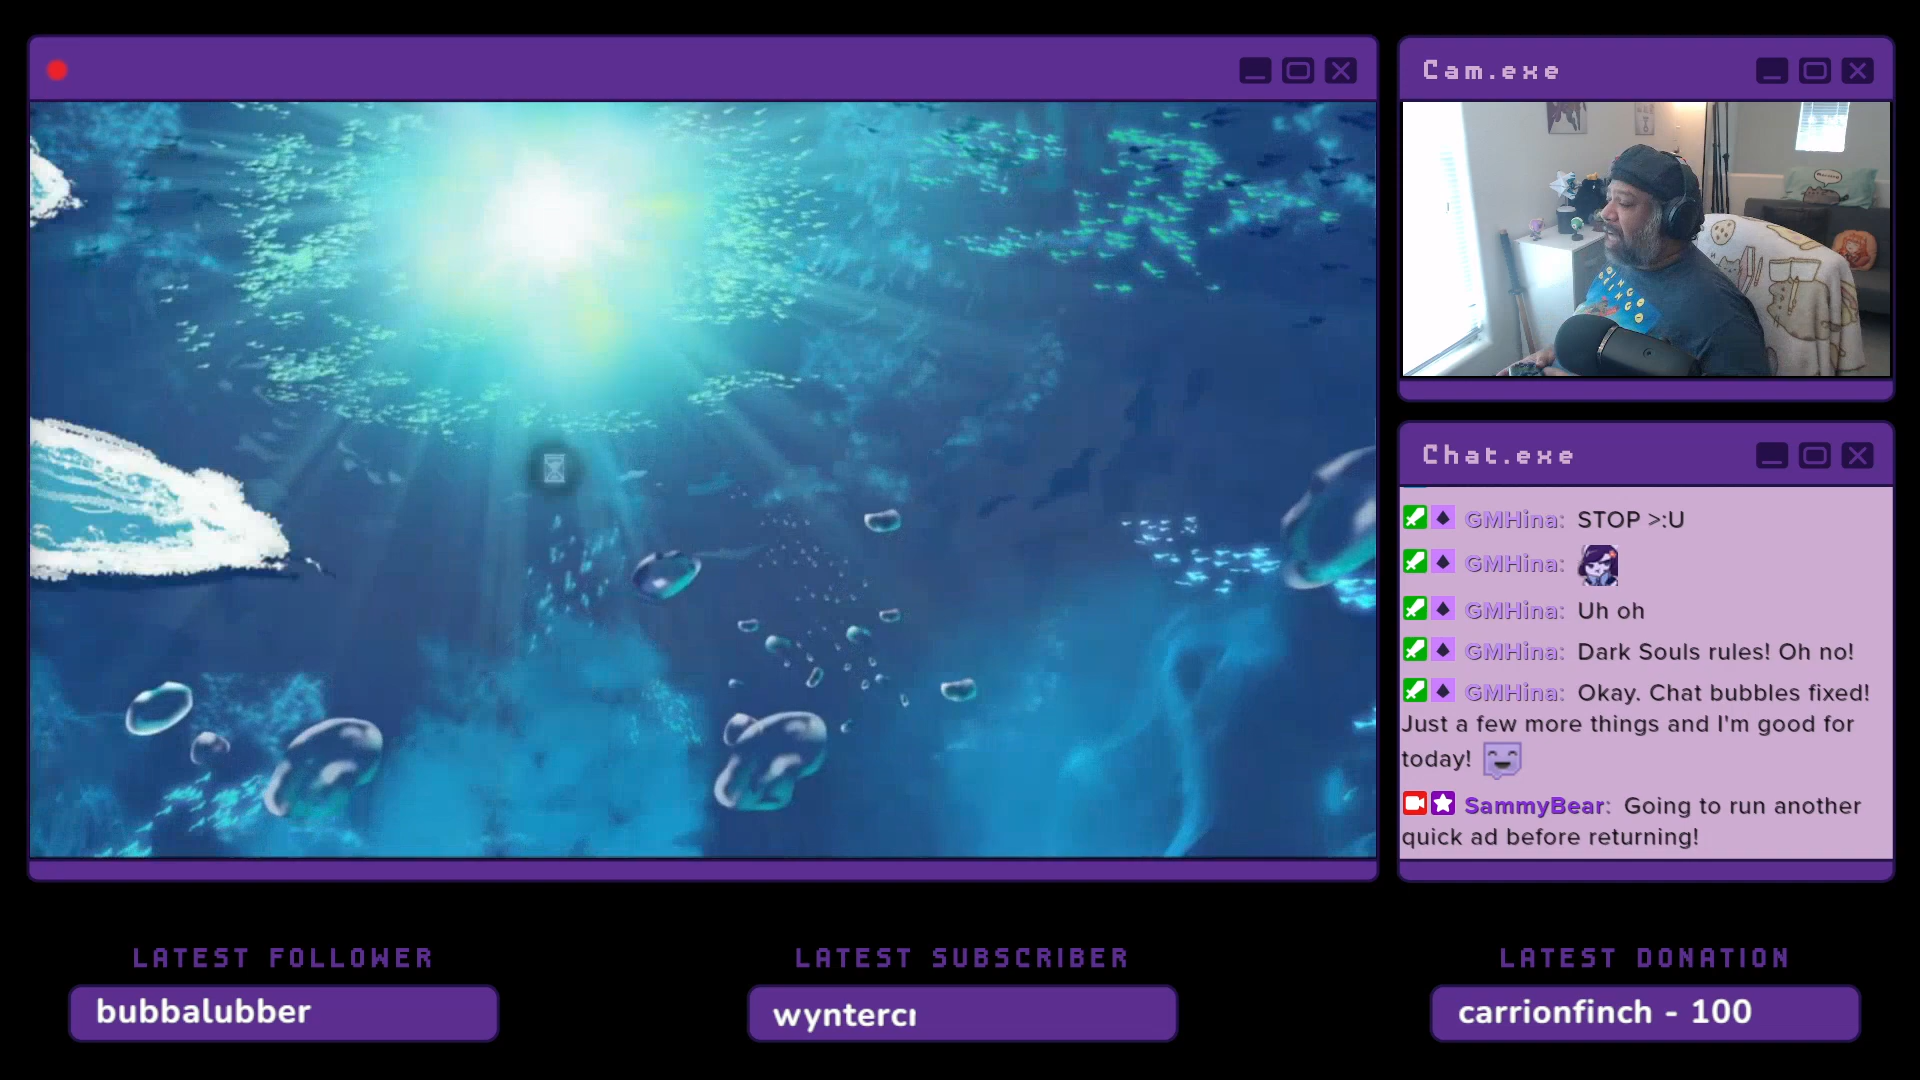 Cam.exe
Chat.exe
GMHina: STOP >:U
GMHina:
GMHina: Uh oh
GMHina: Dark Souls rules! Oh no!
GMHina: Okay. Chat bubbles fixed!
Just a few more things and I'm good for
today!
SammyBear: Going to run another
quick ad before returning!
LATEST FOLLOWER
LATEST SUBSCRIBER
LATEST DONATION
bubbalubber
carrionfinch - 100